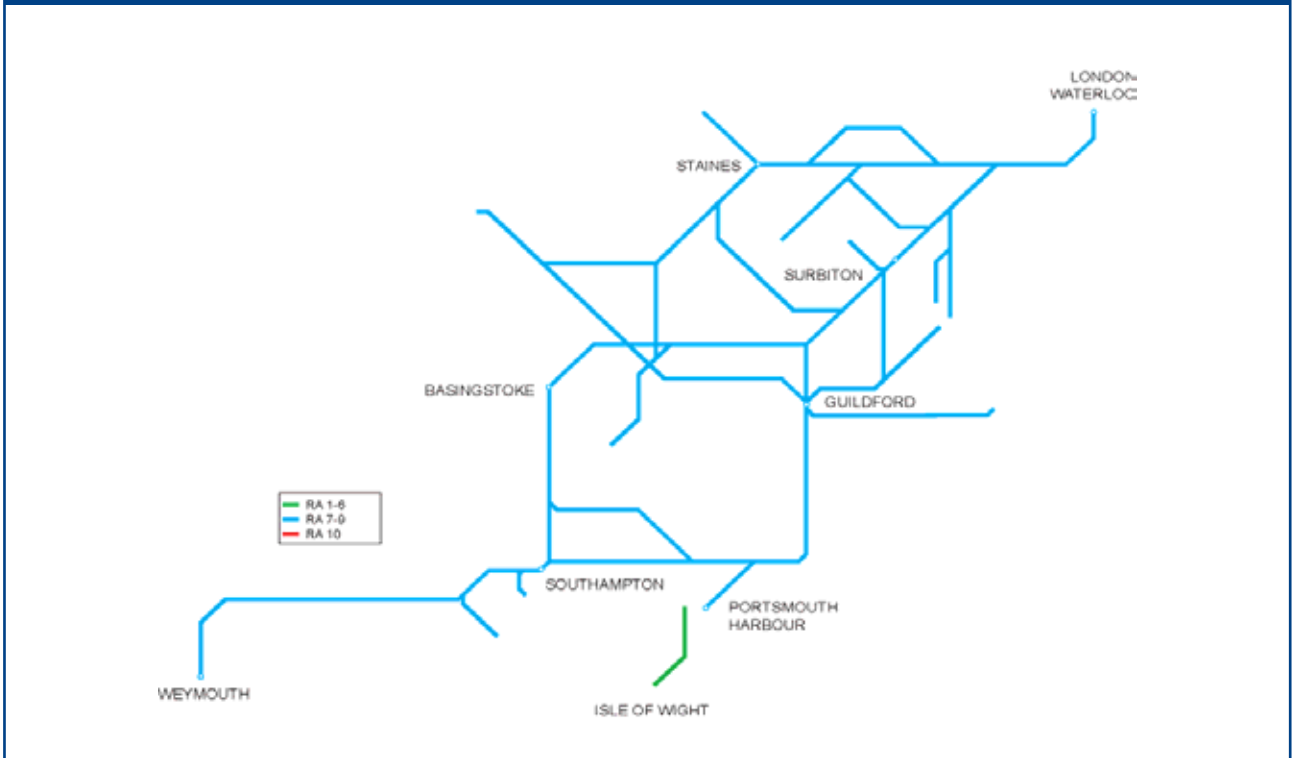 LONDON
WATERLOO
STAINES
SURBITON
BASINGSTOKE
GUILDFORD
RA 1-6
RA 7-9
RA 10
SOUTHAMPTON
PORTSMOUTH
HARBOUR
WEYMOUTH
ISLE OF WIGHT